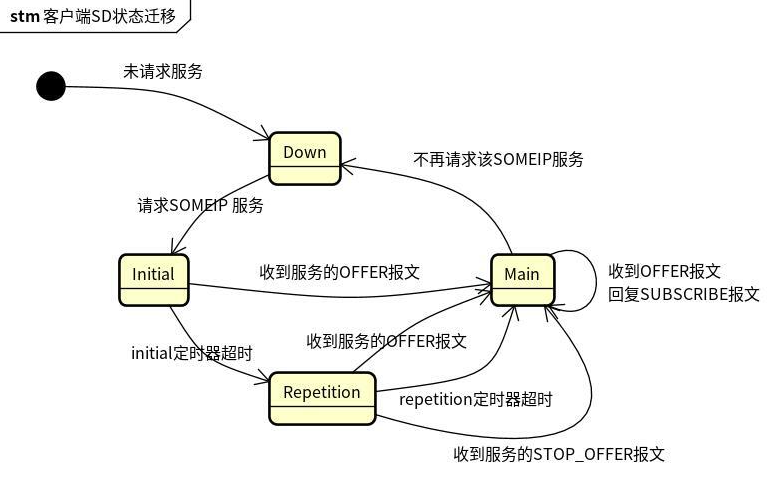 stm 客户端SD状态迁移
未请求服务
Down
不再请求该SOMEIP服务
请求SOMEIP 服务
Initial
收到服务的OFFER报文
Main
收到OFFER报文
回复SUBSCRIBE报文
收到服务的OFFER报文
initial定时器超时
Repetition
repetition定时器超时
收到服务的STOP_OFFER报文